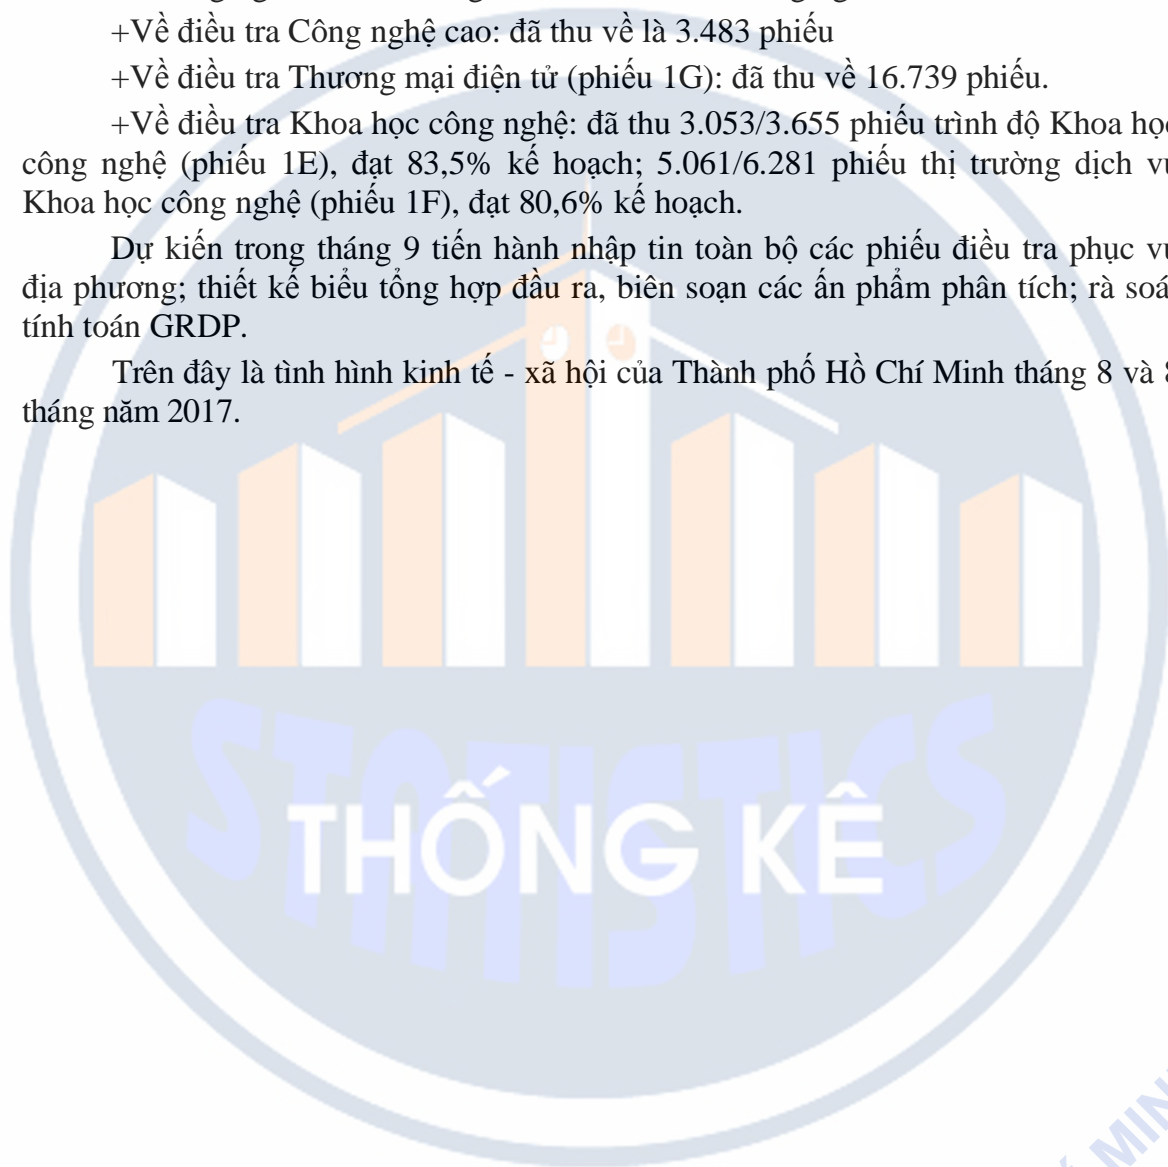 +Về điều tra Công nghệ cao: đã thu về là 3.483 phiếu
+Về điều tra Thương mại điện tử (phiếu 1G): đã thu về 16.739 phiếu.
+Về điều tra Khoa học công nghệ: đã thu 3.053/3.655 phiếu trình độ Khoa học
công nghệ (phiếu 1E), đạt 83,5% kế hoạch; 5.061/6.281 phiếu thị trường dịch vụ
Khoa học công nghệ (phiếu 1F), đạt 80,6% kế hoạch.
Dự kiến trong tháng 9 tiến hành nhập tin toàn bộ các phiếu điều tra phục vụ
địa phương; thiết kế biểu tổng hợp đầu ra, biên soạn các ấn phẩm phân tích; rà soát
tính toán GRDP.
Trên đây là tình hình kinh tế - xã hội của Thành phố Hồ Chí Minh tháng 8 và 8
tháng năm 2017.
STATISTICS
THỐNG KÊ
MINH